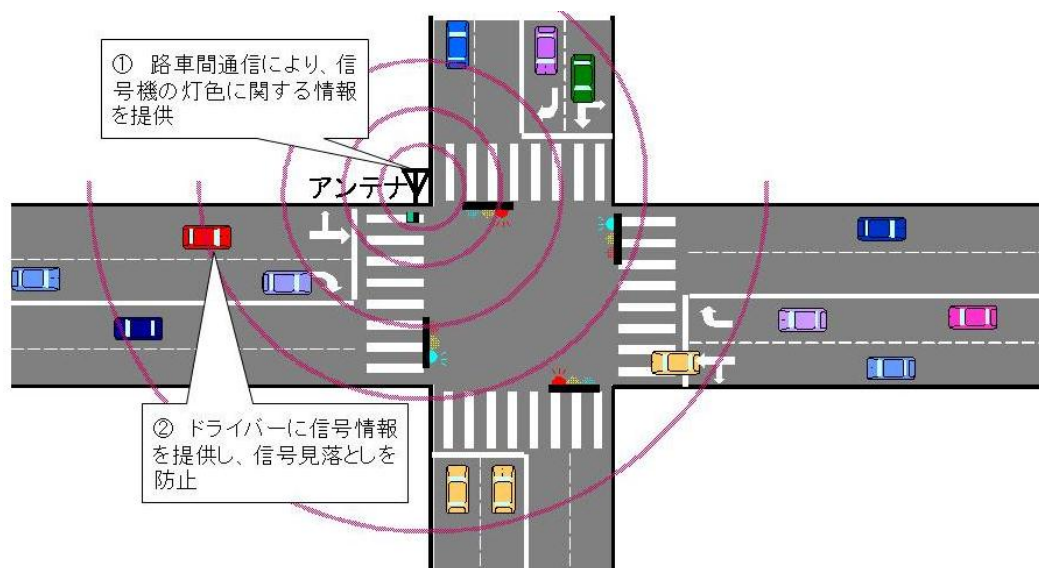 ① 路車間通信により、信
号機の灯色に関する情報
を提供
アンテナ
② ドライバーに信号情報
を提供し、信号見落としを
防止